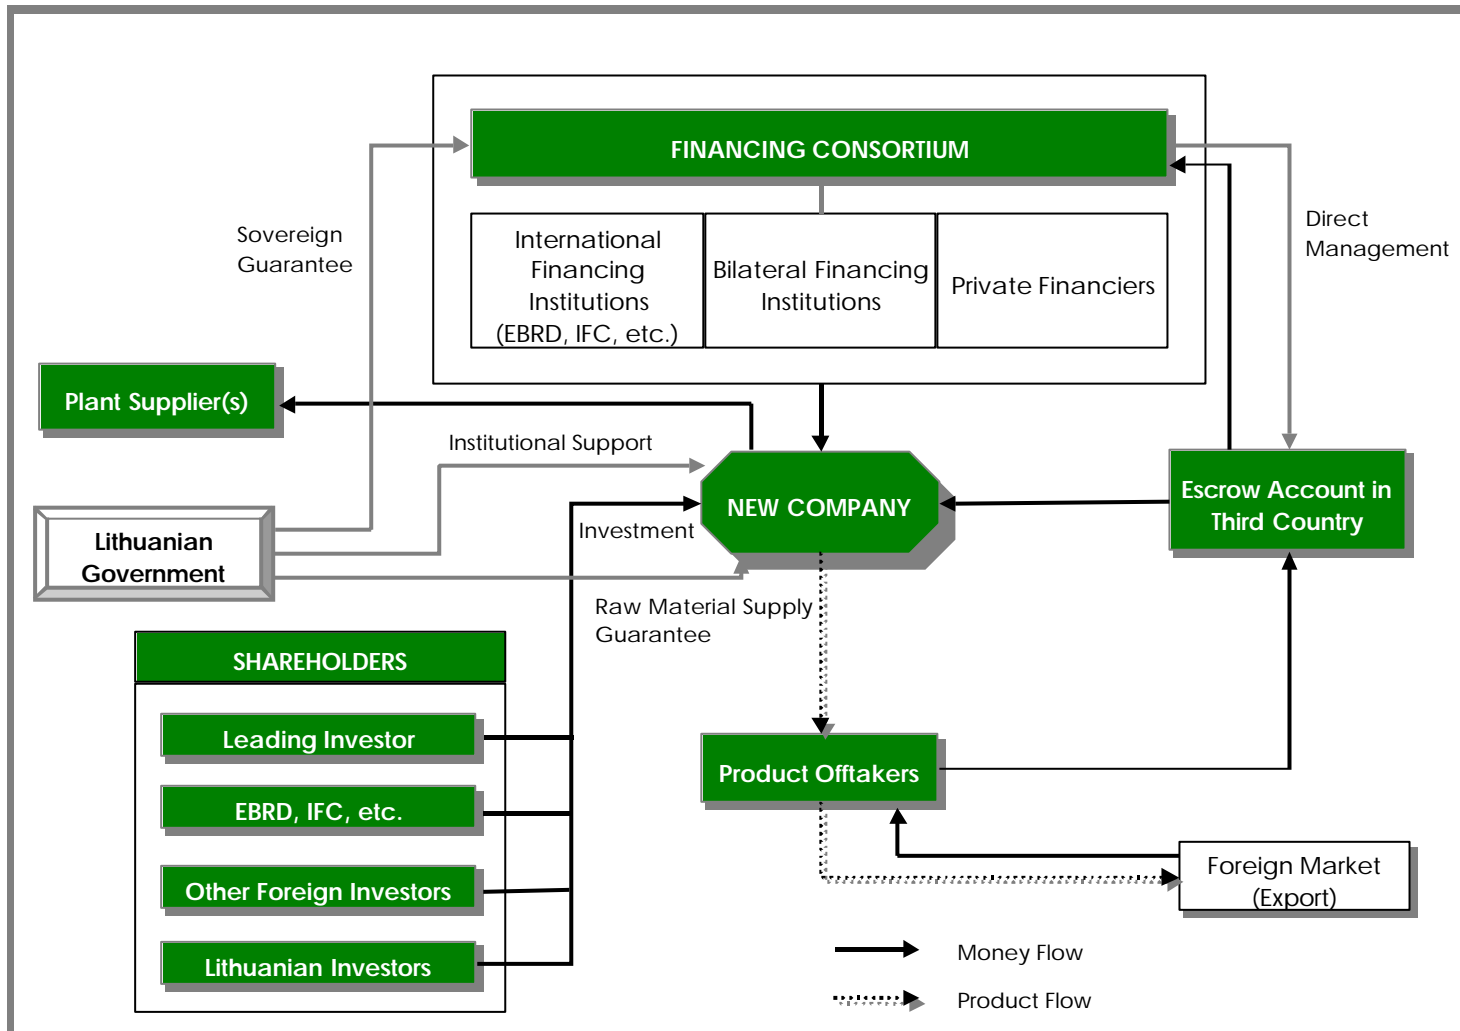 FINANCING CONSORTIUM
International
Financing
Institutions
(EBRD, IFC, etc.)
Bilateral Financing
Institutions
Private Financiers
Sovereign
Guarantee
Direct
Management
Plant Supplier(s)
Institutional Support
NEW COMPANY
Escrow Account in
Third Country
Investment
Lithuanian
Government
Raw Material Supply
Guarantee
SHAREHOLDERS
Leading Investor
EBRD, IFC, etc.
Other Foreign Investors
Lithuanian Investors
Product Offtakers
Foreign Market
(Export)
Money Flow
Product Flow